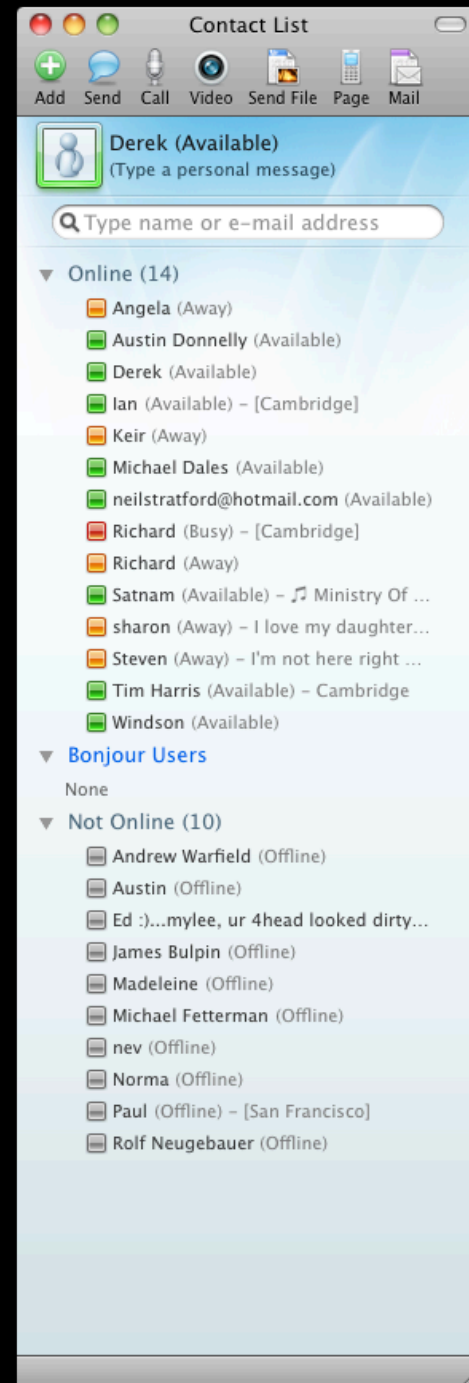 Contact List
Add Send Call Video Send File Page Mail
Derek (Available)
(Type a personal message)
Type name or e-mail address
Online (14)
Angela (Away)
Austin Donnelly (Available)
Derek (Available)
Ian (Available) – [Cambridge]
Keir (Away)
Michael Dales (Available)
neilstratford@hotmail.com (Available)
Richard (Busy) – [Cambridge]
Richard (Away)
Satnam (Available) – 🎵 Ministry Of ...
sharon (Away) – I love my daughter...
Steven (Away) – I'm not here right ...
Tim Harris (Available) – Cambridge
Windson (Available)
Bonjour Users
None
Not Online (10)
Andrew Warfield (Offline)
Austin (Offline)
Ed :)...mylee, ur 4head looked dirty...
James Bulpin (Offline)
Madeleine (Offline)
Michael Fetterman (Offline)
nev (Offline)
Norma (Offline)
Paul (Offline) – [San Francisco]
Rolf Neugebauer (Offline)